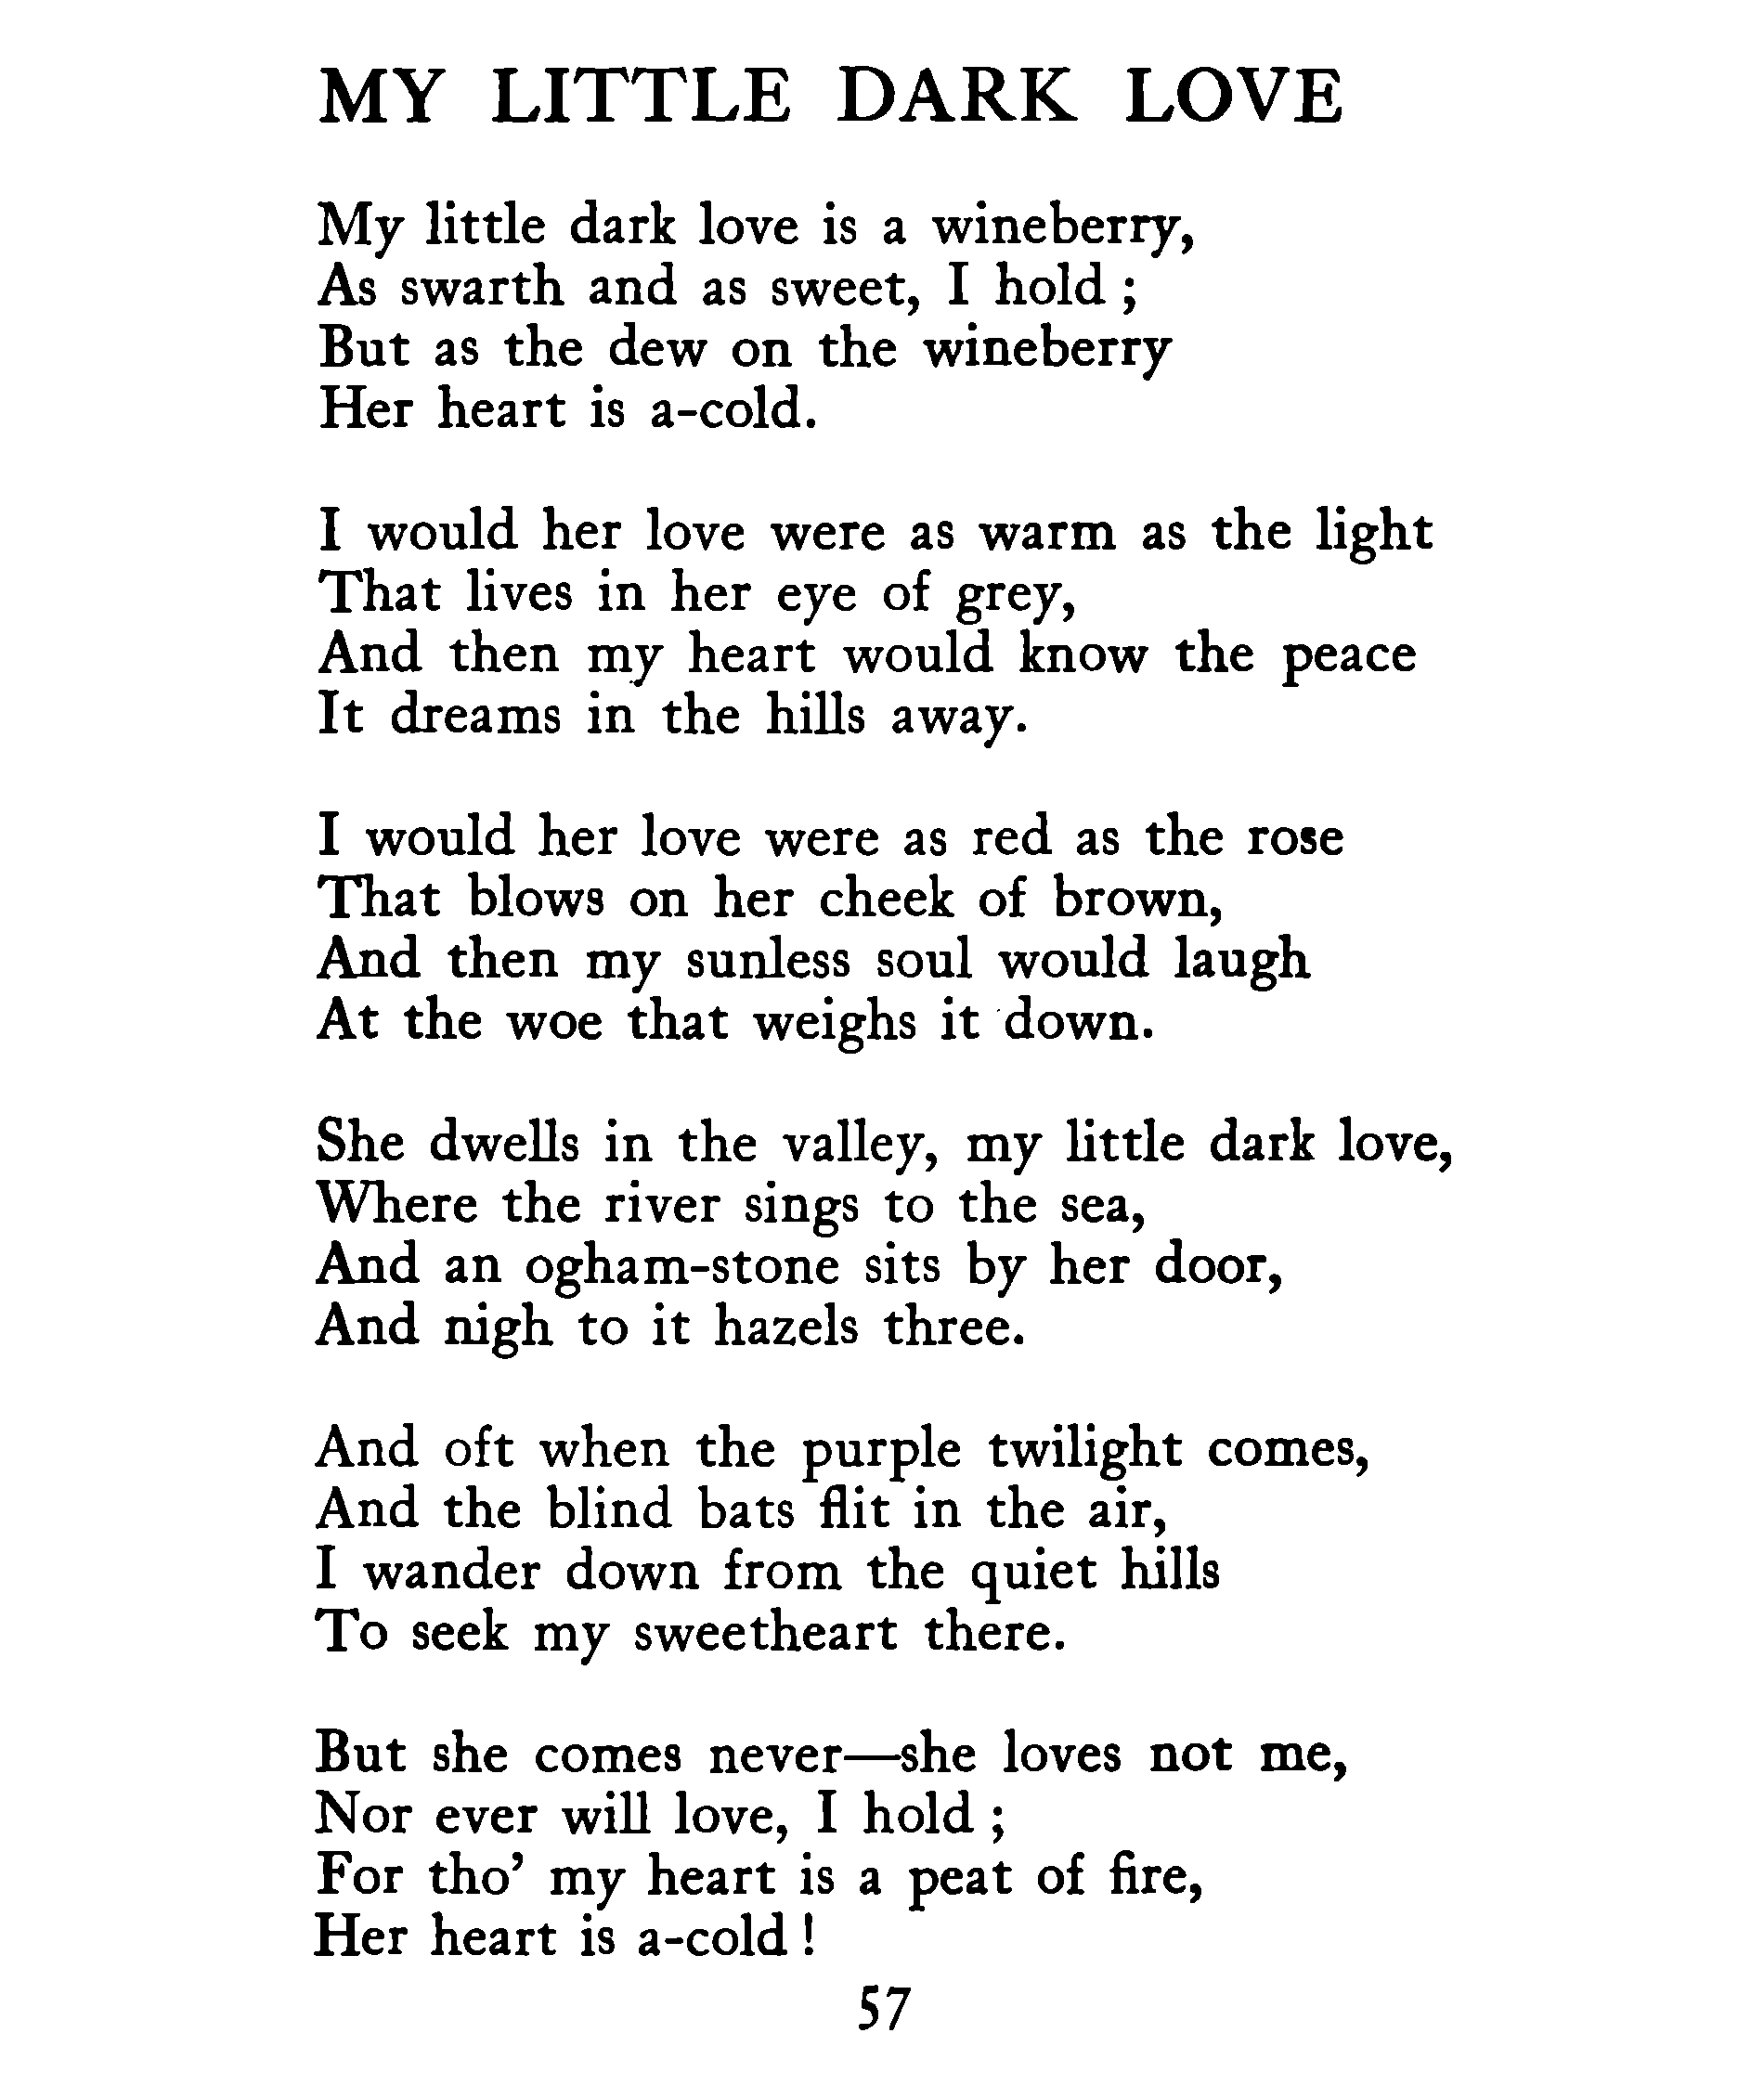 MY LITTLE DARK LOVE
My little dark love is a wineberry,
As swarth and as sweet, I hold ;
But as the dew on the wineberry
Her heart is a-cold.
I would her love were as warm as the light
That lives in her eye of grey,
And then my heart would know the peace
It dreams in the hills away.
I would her love were as red as the rose
That blows on her cheek of brown,
And then my sunless soul would laugh
At the woe that weighs it down.
She dwells in the valley, my little dark love,
Where the river sings to the sea,
And an ogham-stone sits by her door,
And nigh to it hazels three.
And oft when the purple twilight comes,
And the blind bats flit in the air,
I wander down from the quiet hills
To seek my sweetheart there.
But she comes never—she loves not me,
Nor ever will love, I hold ;
For tho’ my heart is a peat of fire,
Her heart is a-cold !
57